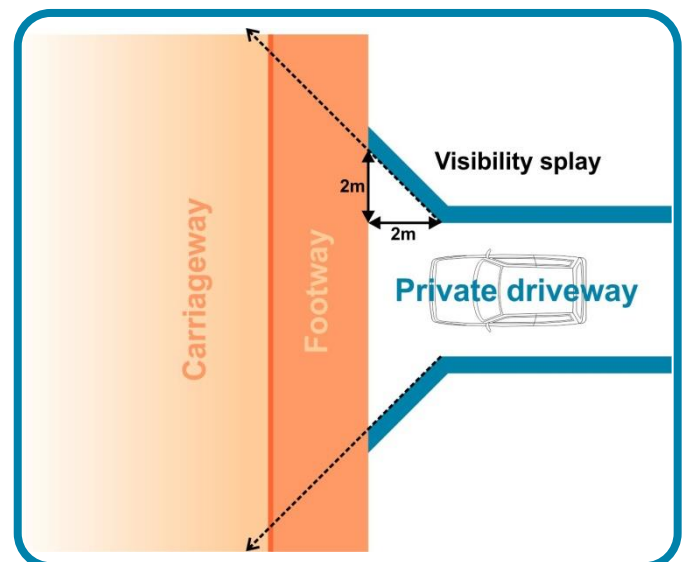 Visibility splay
2m
2m
Private driveway
Footway
Carriageway